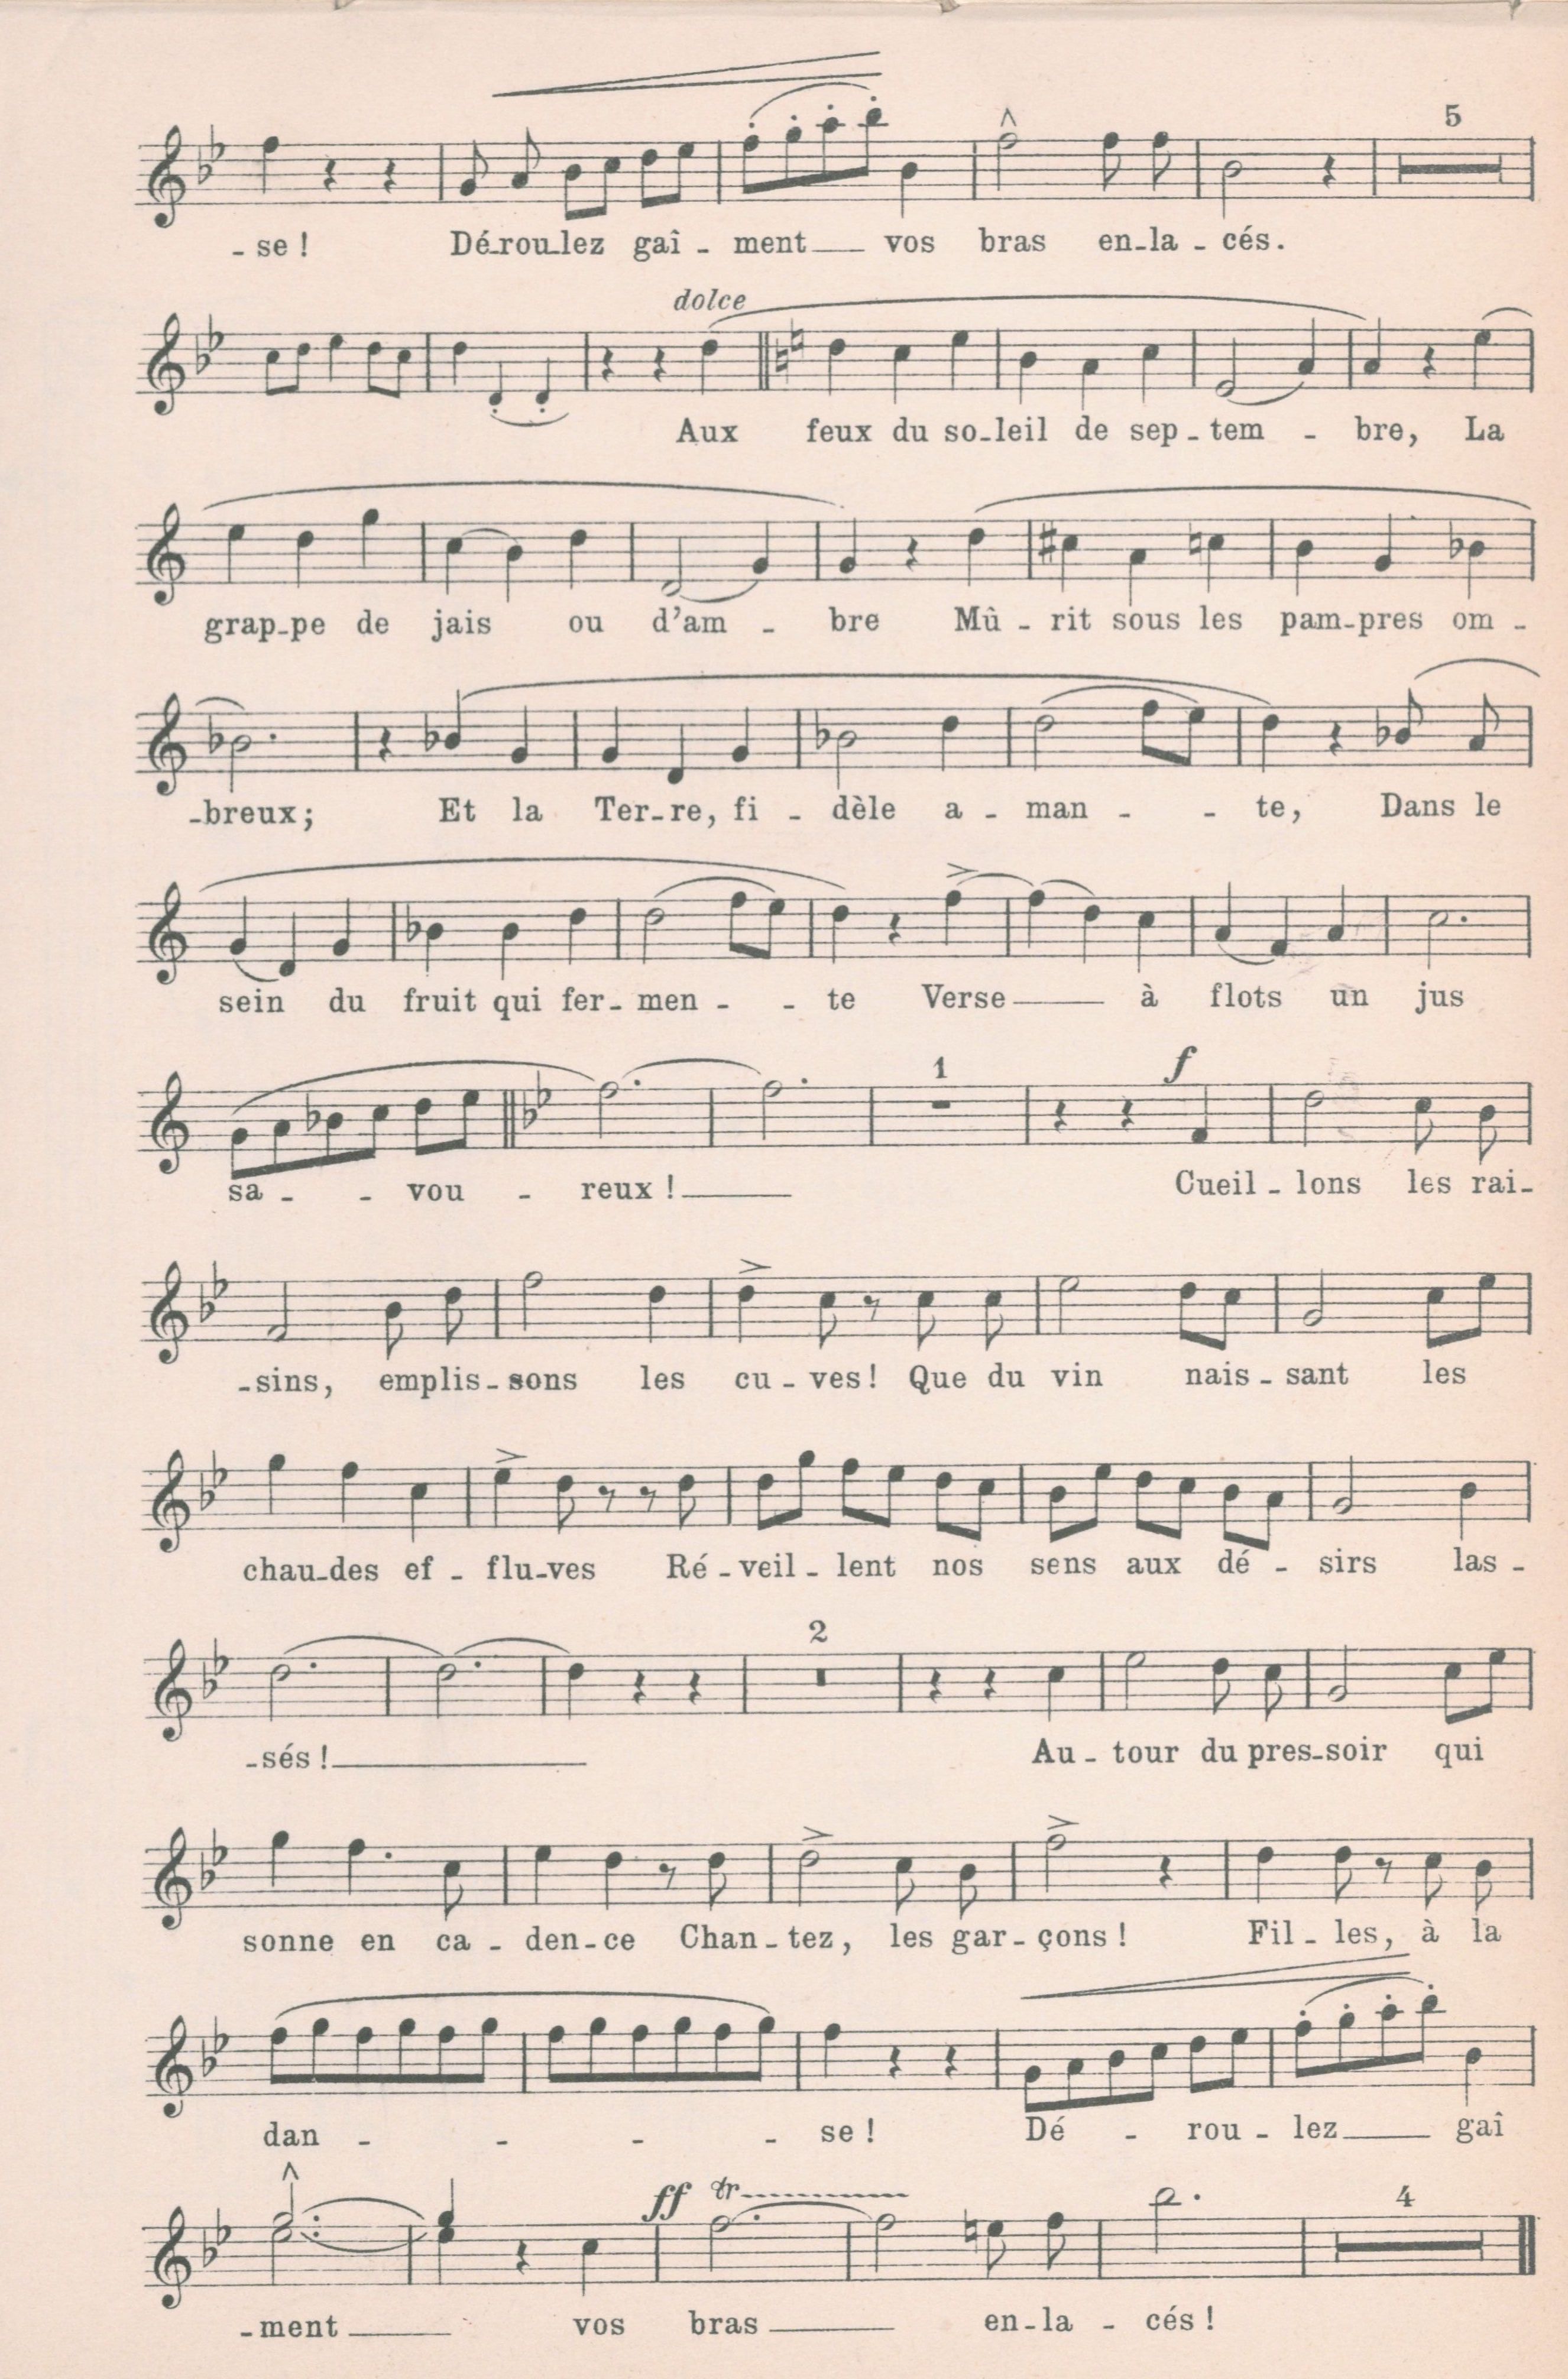 5
- se ! Dé-rou-lez gaî - ment vos bras en-la - cés.
dolce
Aux feux du so-leil de sep-tem - bre, La
grap-pe de jais ou d'am - bre Mû - rit sous les pam-pres om -
-breux; Et la Ter-re, fi - dèle a - man - - te, Dans le
sein du fruit qui fer - men - - te Verse à flots un jus
1 f
sa - - vou - reux ! Cueil - lons les rai-
-sins, emplis-sons les cu - ves! Que du vin nais - sant les
chau-des ef - flu-ves Ré - veil - lent nos sens aux dé - sirs las -
2
-sés ! Au - tour du pres-soir qui
sonne en ca - den-ce Chan - tez, les gar - çons ! Fil - les, à la
dan - - - - se ! Dé - rou - lez gaî
ff tr 4
-ment vos bras en-la - cés !